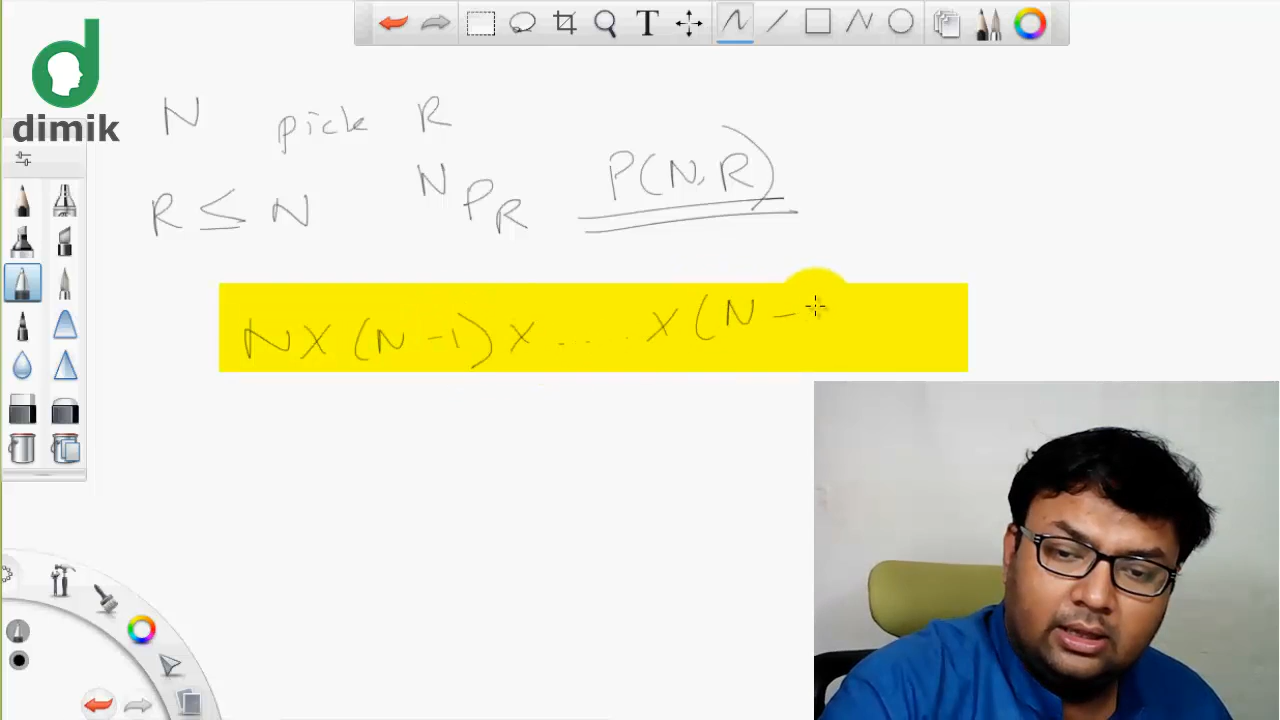 dimik
N pick R
R ≤ N
N P R P(N,R)
N X (N-1) X .... X (N-